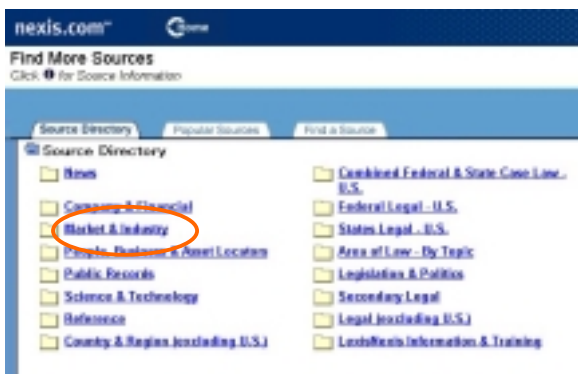 nexis.com™ Home
Find More Sources
Click for Source Information
Source Directory Popular Sources Find a Source
Source Directory
News
Company & Financial
Market & Industry
People, Business & Asset Locators
Public Records
Science & Technology
Reference
Country & Region (excluding U.S.)
Combined Federal & State Case Law -
U.S.
Federal Legal - U.S.
States Legal - U.S.
Area of Law - By Topic
Legislation & Politics
Secondary Legal
Legal (excluding U.S.)
LexisNexis Information & Training